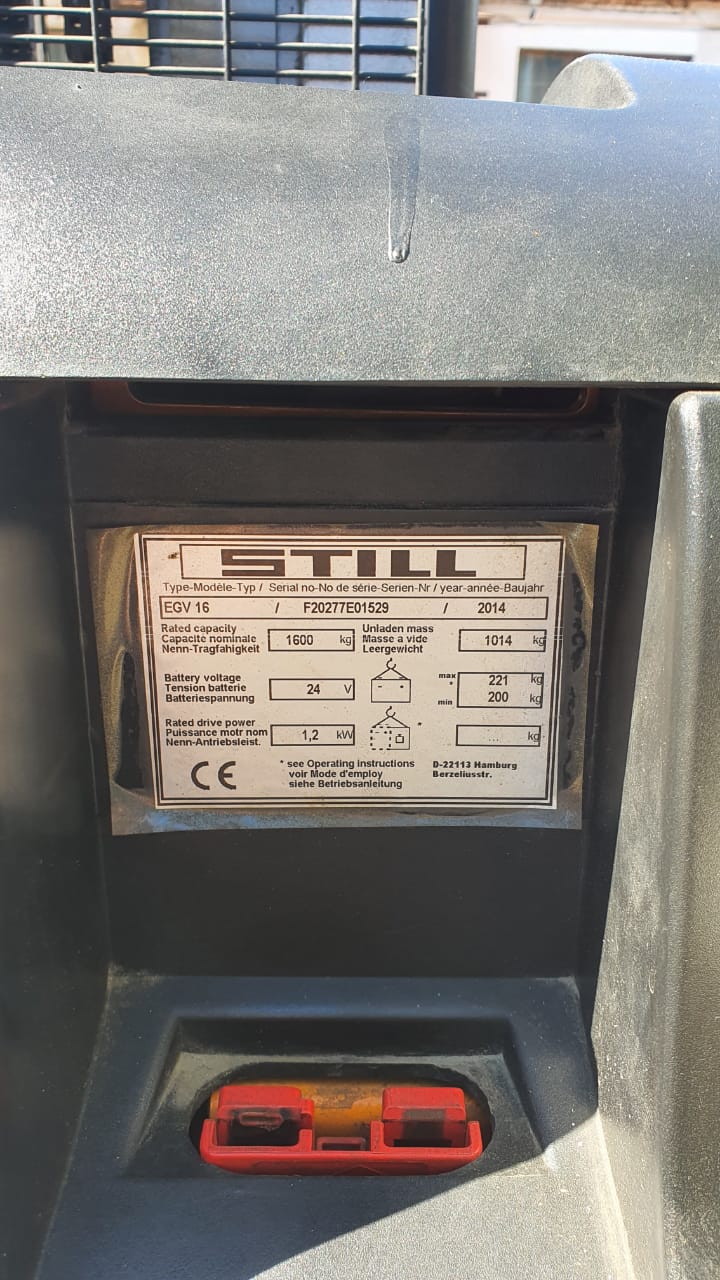 STILL
Type-Modèle-Typ / Serial no-No de série-Serien-Nr / year-année-Baujahr
EGV 16 / F20277E01529 / 2014
Rated capacity
Capacité nominale
Nenn-Tragfahigkeit
1600 kg
Unladen mass
Masse a vide
Leergewicht
1014 kg
Battery voltage
Tension batterie
Batteriespannung
24 V
max 221 kg
*
min 200 kg
Rated drive power
Puissance motr nom
Nenn-Antriebsleist.
1,2 kW
*
... kg
CE
* see Operating instructions
voir Mode d'employ
siehe Betriebsanleitung
D-22113 Hamburg
Berzeliusstr.